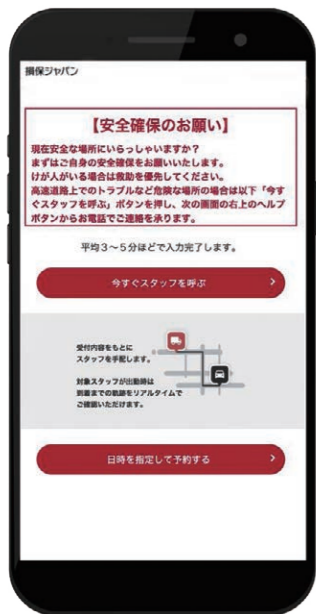 損保ジャパン
【安全確保のお願い】
現在安全な場所にいらっしゃいますか？
まずはご自身の安全確保をお願いいたします。
けが人がいる場合は救助を優先してください。
高速道路上でのトラブルなど危険な場所の場合は以下「今す
ぐスタッフを呼ぶ」ボタンを押し、次の画面の右上のヘルプ
ボタンからお電話でご連絡を承ります。
平均3～5分ほどで入力完了します。
今すぐスタッフを呼ぶ
受付内容をもとに
スタッフを手配します。
対象スタッフが出動時は
到着までの軌跡をリアルタイムで
ご確認いただけます。
日時を指定して予約する